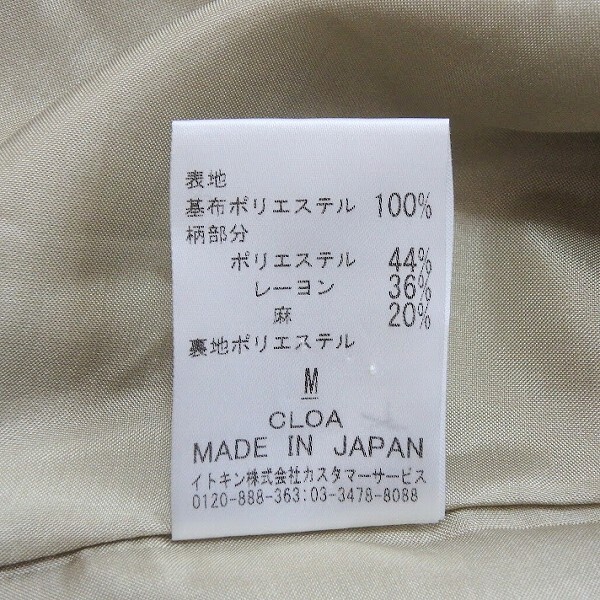 表地
基布ポリエステル 100%
柄部分
ポリエステル 44%
レーヨン 36%
麻 20%
裏地ポリエステル
M
CLOA
MADE IN JAPAN
イトキン株式会社カスタマーサービス
0120-888-363:03-3478-8088